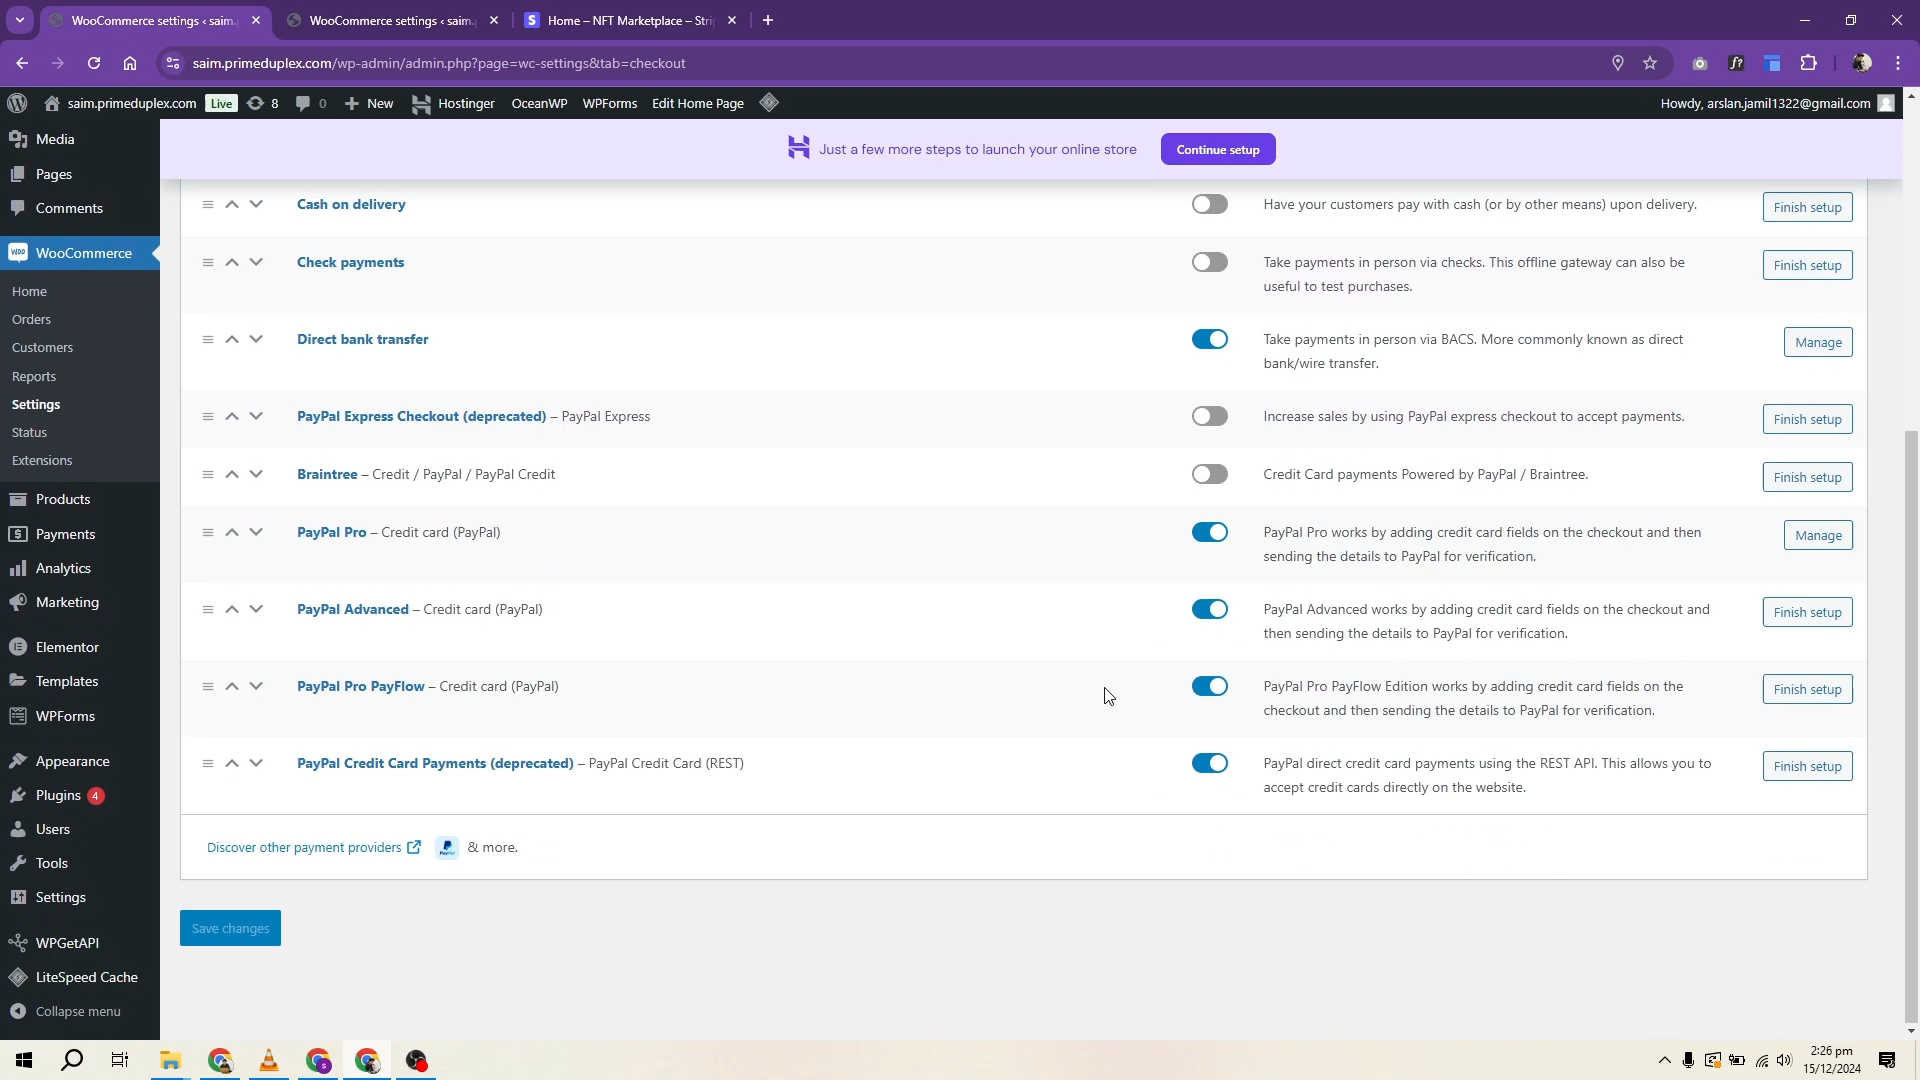 WooCommerce settings ‹ saim.
WooCommerce settings ‹ saim.
Home – NFT Marketplace – Stri
saim.primeduplex.com/wp-admin/admin.php?page=wc-settings&tab=checkout
saim.primeduplex.com Live 8 0 New Hostinger OceanWP WPForms Edit Home Page Howdy, arslan.jamil1322@gmail.com
Just a few more steps to launch your online store Continue setup
Media
Pages
Comments
WooCommerce
Home
Orders
Customers
Reports
Settings
Status
Extensions
Products
Payments
Analytics
Marketing
Elementor
Templates
WPForms
Appearance
Plugins 4
Users
Tools
Settings
WPGetAPI
LiteSpeed Cache
Collapse menu
Cash on delivery
Have your customers pay with cash (or by other means) upon delivery.
Finish setup
Check payments
Take payments in person via checks. This offline gateway can also be
useful to test purchases.
Finish setup
Direct bank transfer
Take payments in person via BACS. More commonly known as direct
bank/wire transfer.
Manage
PayPal Express Checkout (deprecated) – PayPal Express
Increase sales by using PayPal express checkout to accept payments.
Finish setup
Braintree – Credit / PayPal / PayPal Credit
Credit Card payments Powered by PayPal / Braintree.
Finish setup
PayPal Pro – Credit card (PayPal)
PayPal Pro works by adding credit card fields on the checkout and then
sending the details to PayPal for verification.
Manage
PayPal Advanced – Credit card (PayPal)
PayPal Advanced works by adding credit card fields on the checkout and
then sending the details to PayPal for verification.
Finish setup
PayPal Pro PayFlow – Credit card (PayPal)
PayPal Pro PayFlow Edition works by adding credit card fields on the
checkout and then sending the details to PayPal for verification.
Finish setup
PayPal Credit Card Payments (deprecated) – PayPal Credit Card (REST)
PayPal direct credit card payments using the REST API. This allows you to
accept credit cards directly on the website.
Finish setup
Discover other payment providers & more.
Save changes
2:26 pm
15/12/2024